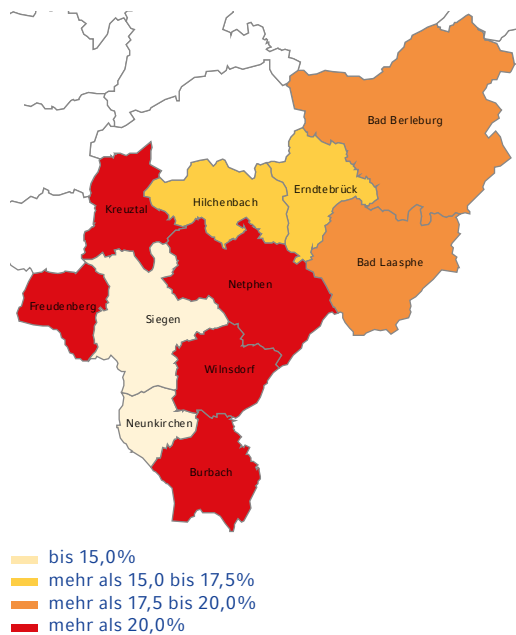 Bad Berleburg
Erndtebrück
Hilchenbach
Kreuztal
Bad Laasphe
Netphen
Freudenberg
Siegen
Wilnsdorf
Neunkirchen
Burbach
bis 15,0%
mehr als 15,0 bis 17,5%
mehr als 17,5 bis 20,0%
mehr als 20,0%